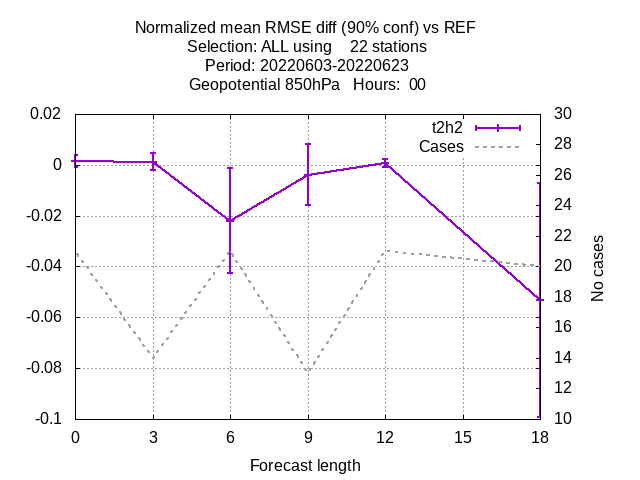 Normalized mean RMSE diff (90% conf) vs REF
Selection: ALL using    22 stations
Period: 20220603-20220623
Geopotential 850hPa   Hours:  00
t2h2
Cases
0.02
0
-0.02
-0.04
-0.06
-0.08
-0.1
30
28
26
24
22
20
18
16
14
12
10
No cases
0 3 6 9 12 15 18
Forecast length